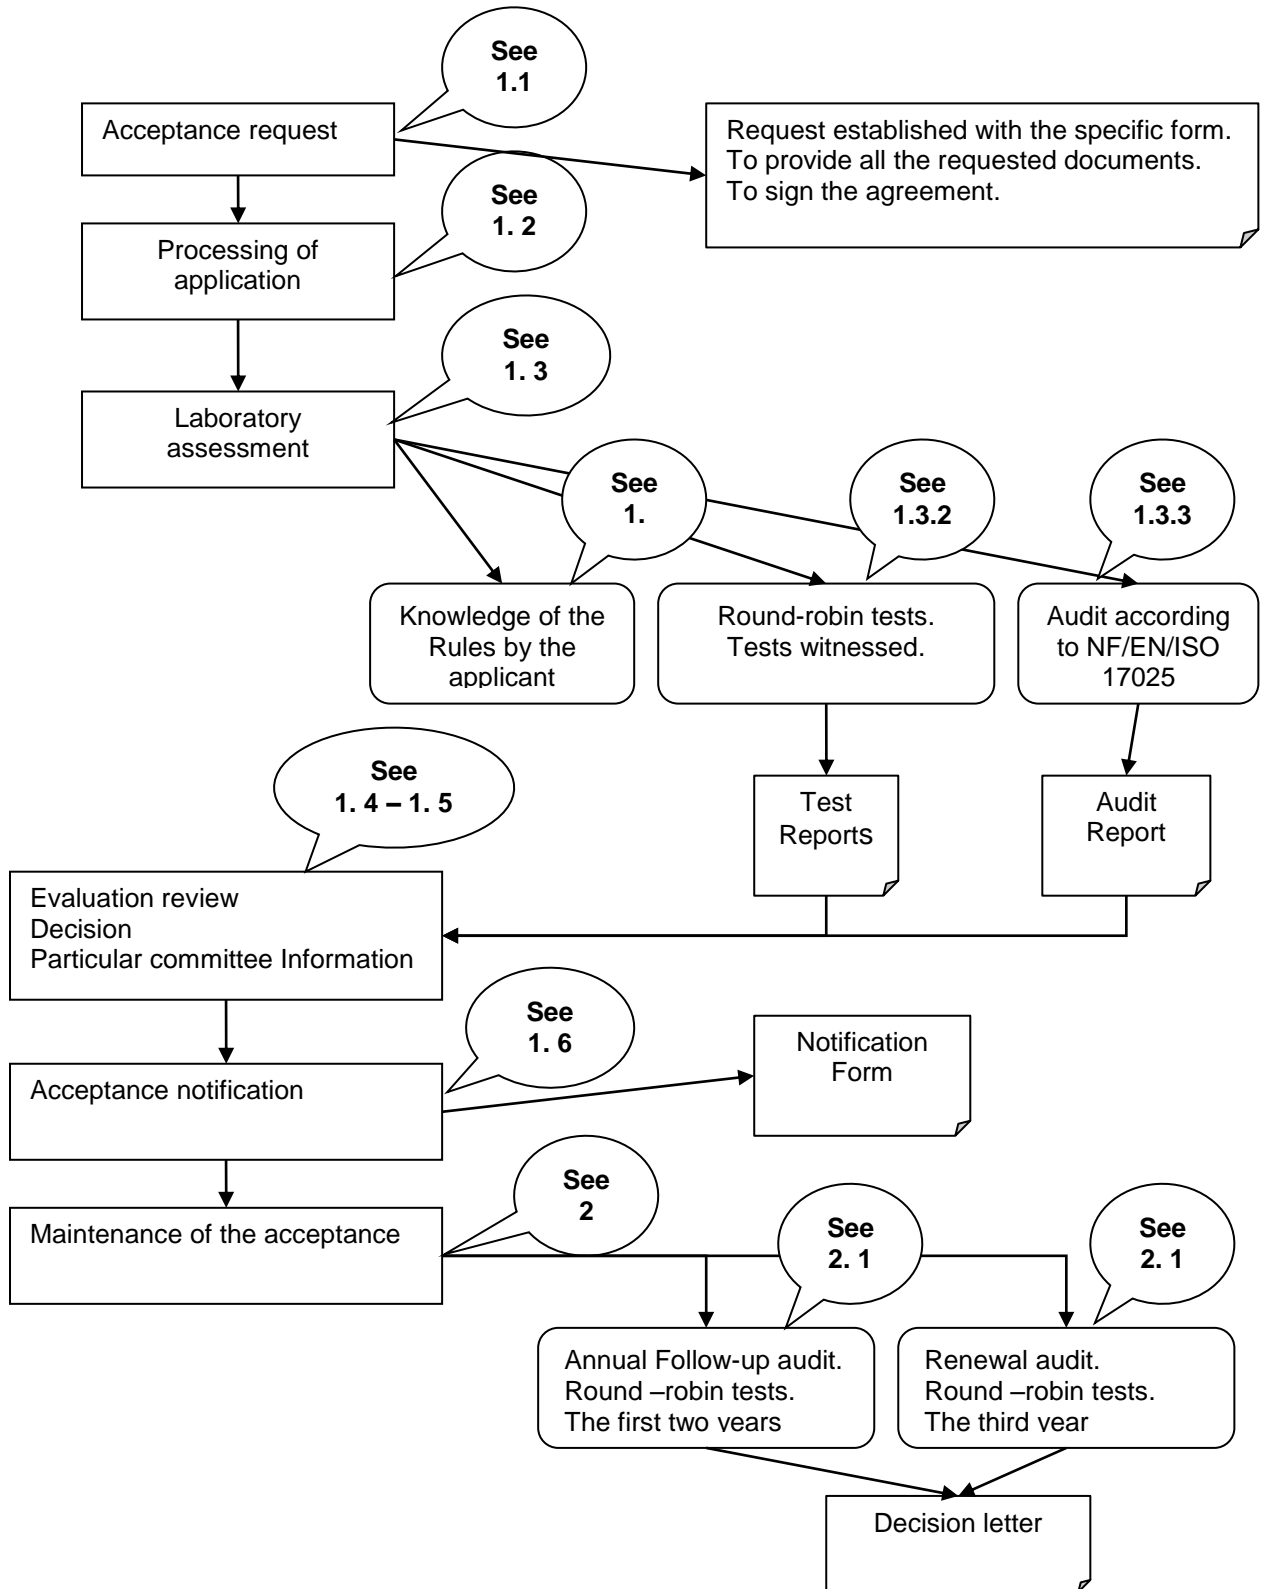 See
1.1
Acceptance request
Request established with the specific form.
To provide all the requested documents.
To sign the agreement.
See
1. 2
Processing of
application
See
1. 3
Laboratory
assessment
See
1.
See
1.3.2
See
1.3.3
Knowledge of the
Rules by the
applicant
Round-robin tests.
Tests witnessed.
Audit according
to NF/EN/ISO
17025
See
1. 4 – 1. 5
Test
Reports
Audit
Report
Evaluation review
Decision
Particular committee Information
See
1. 6
Notification
Form
Acceptance notification
See
2
See
2. 1
See
2. 1
Maintenance of the acceptance
Annual Follow-up audit.
Round –robin tests.
The first two years
Renewal audit.
Round –robin tests.
The third year
Decision letter